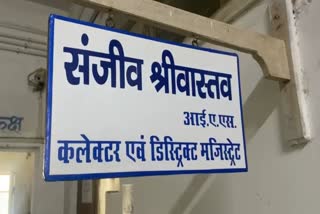 संजीव श्रीवास्तव
आई.ए.एस.
कलेक्टर एवं डिस्ट्रिक्ट मजिस्ट्रेट